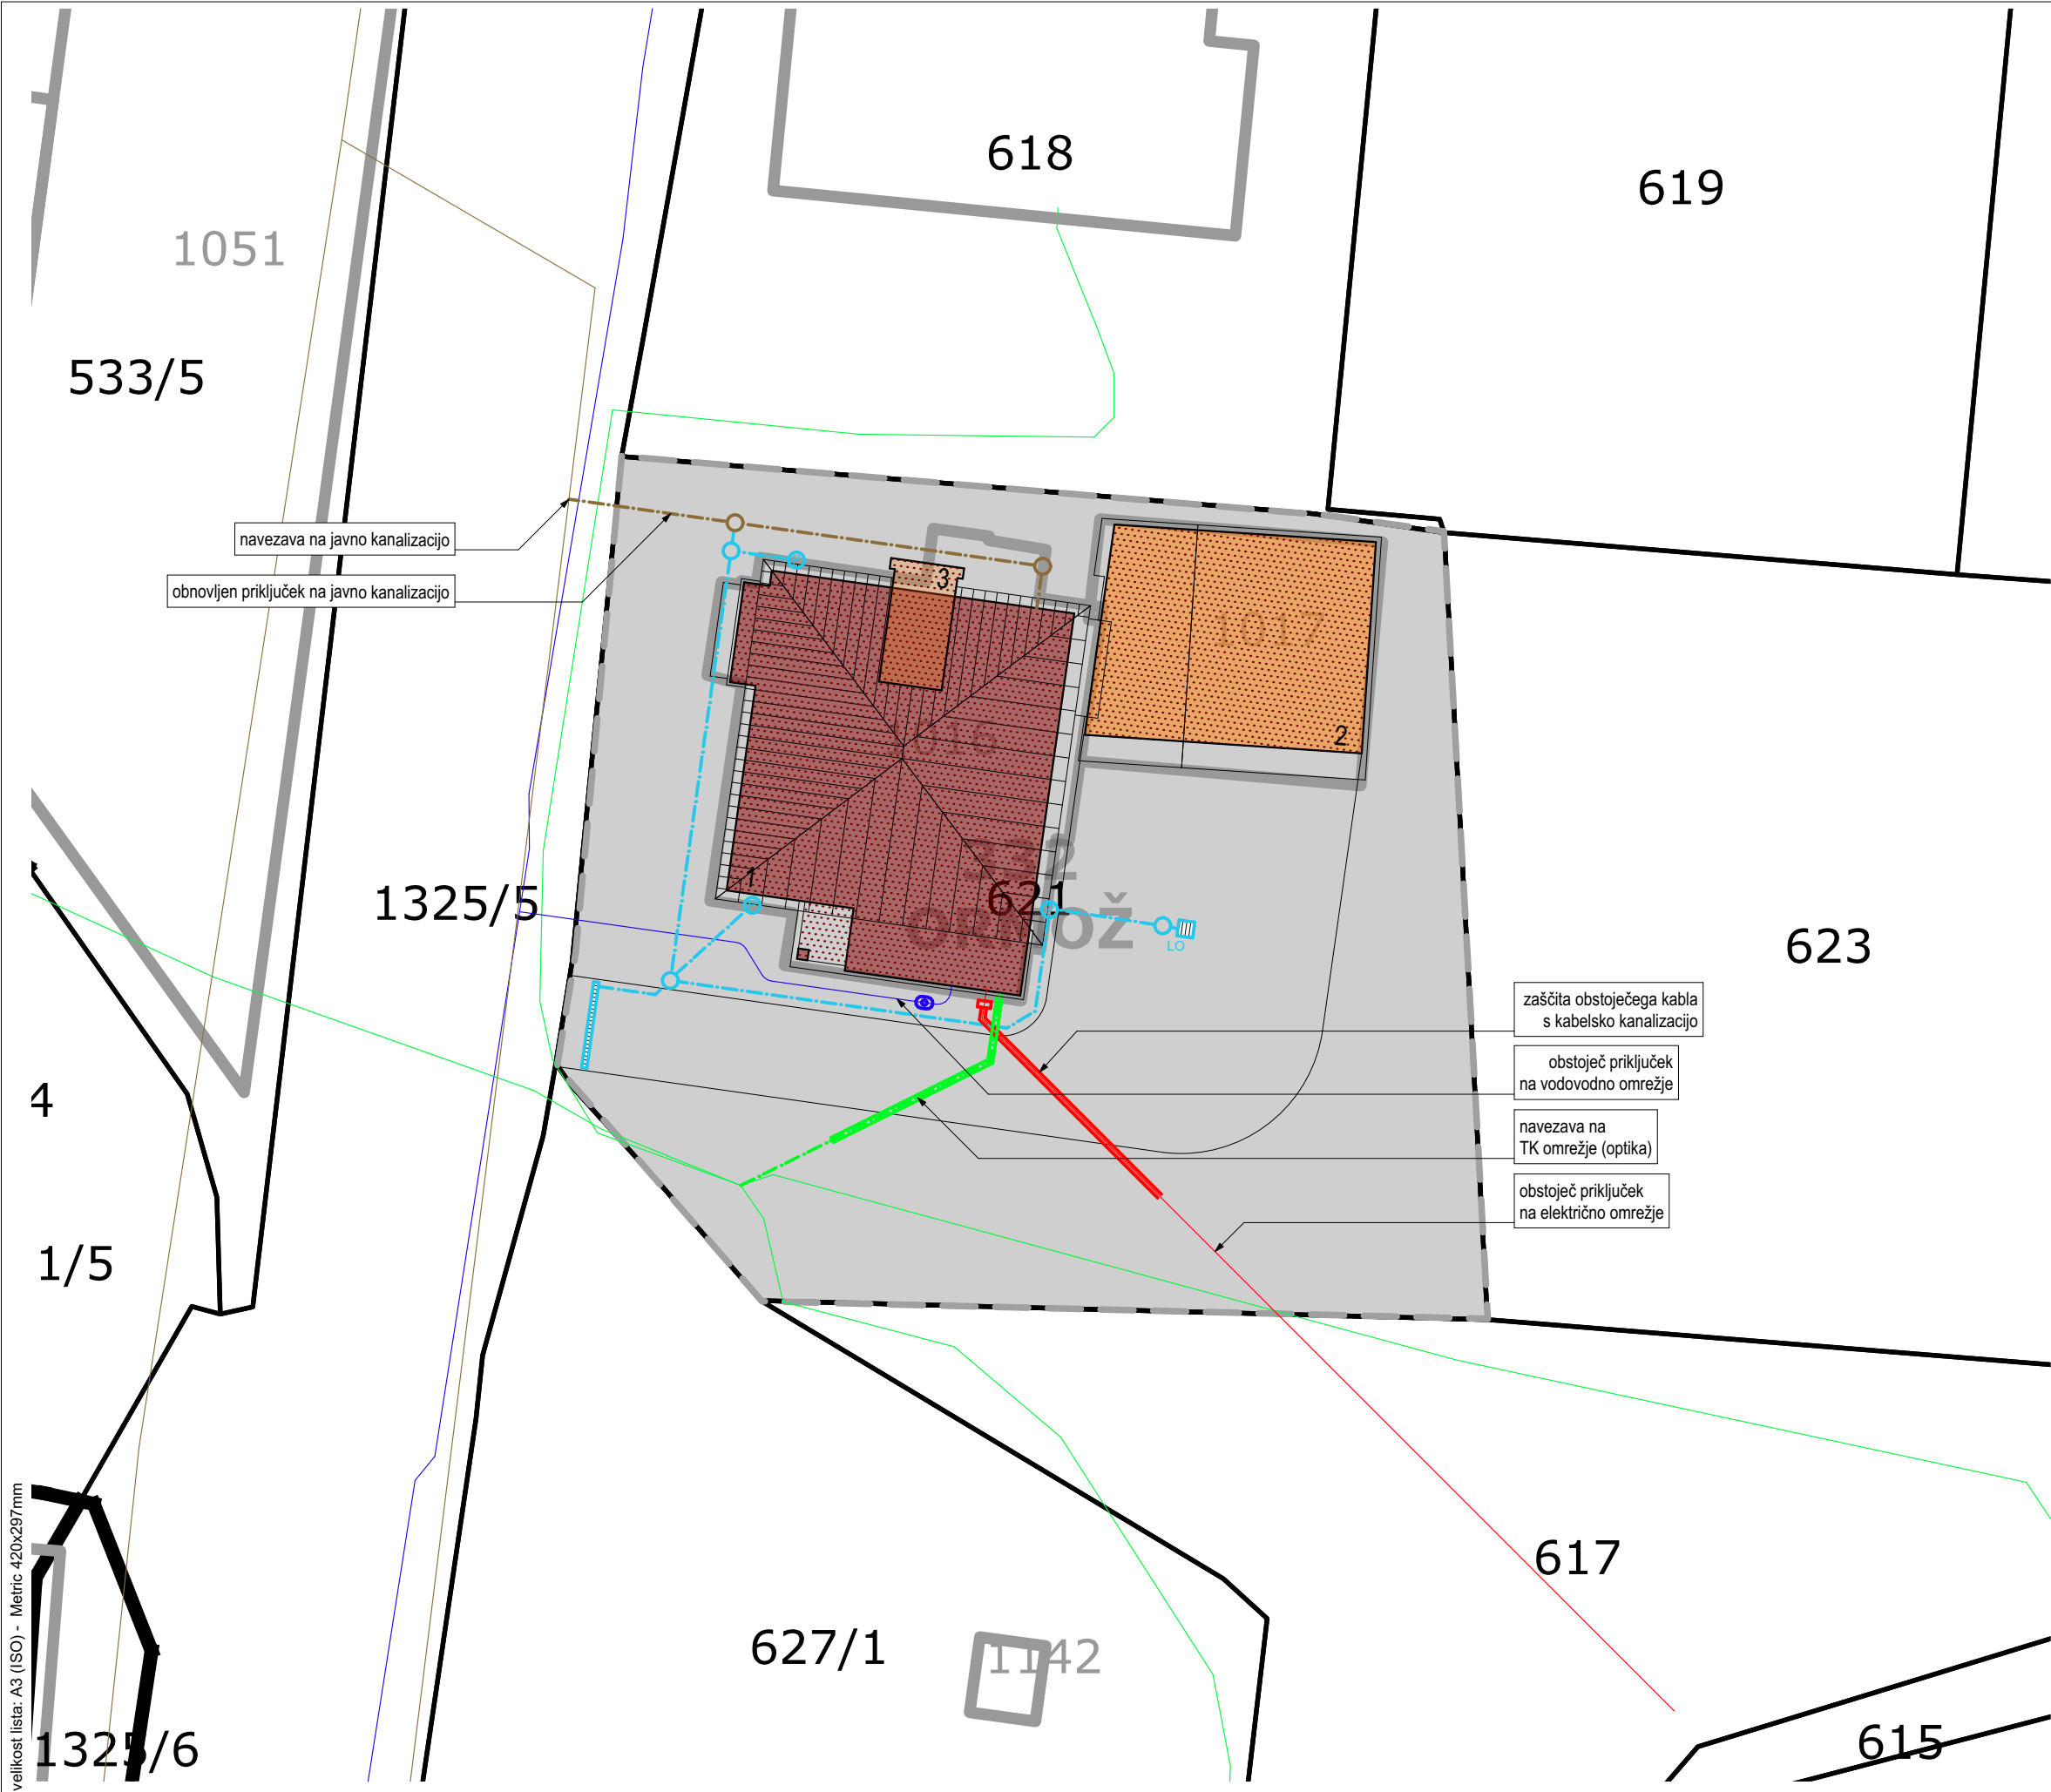 618
619
1051
533/5
navezava na javno kanalizacijo
obnovljen priključek na javno kanalizacijo
3
1017
2
1016
1
132
621
ORMOŽ
1325/5
LO
623
zaščita obstoječega kabla
s kabelsko kanalizacijo
obstoječ priključek
na vodovodno omrežje
navezava na
TK omrežje (optika)
obstoječ priključek
na električno omrežje
4
1/5
617
627/1
1142
1325/6
615
velikost lista: A3 (ISO) - Metric 420x297mm